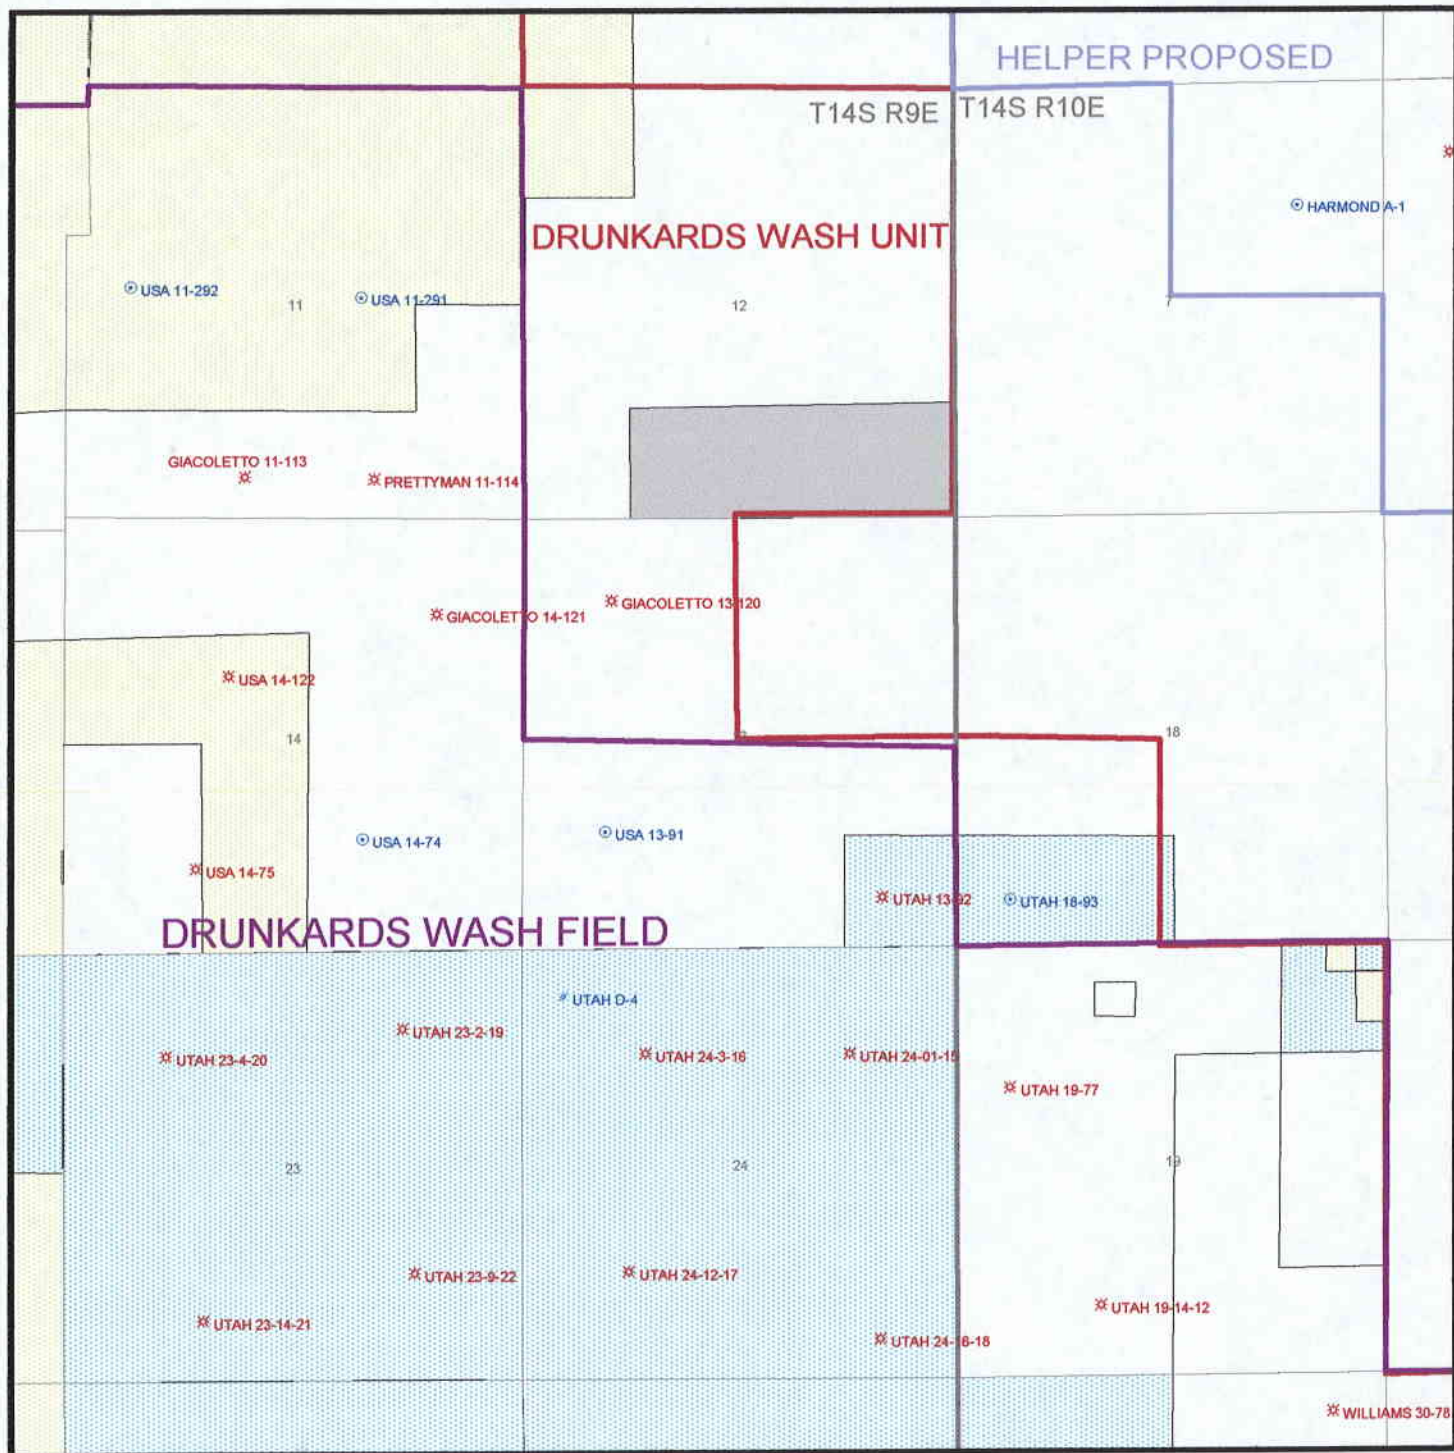 HELPER PROPOSED
T14S R9E
T14S R10E
HARMOND A-1
DRUNKARDS WASH UNIT
USA 11-292
USA 11-291
11
12
7
GIACOLETTO 11-113
PRETTYMAN 11-114
GIACOLETTO 13-120
GIACOLETTO 14-121
USA 14-122
14
18
USA 13-91
USA 14-74
USA 14-75
UTAH 13-92
UTAH 18-93
DRUNKARDS WASH FIELD
UTAH D-4
UTAH 23-2-19
UTAH 23-4-20
UTAH 24-3-16
UTAH 24-01-15
UTAH 19-77
23
24
19
UTAH 23-9-22
UTAH 24-12-17
UTAH 19-14-12
UTAH 23-14-21
UTAH 24-16-18
WILLIAMS 30-78